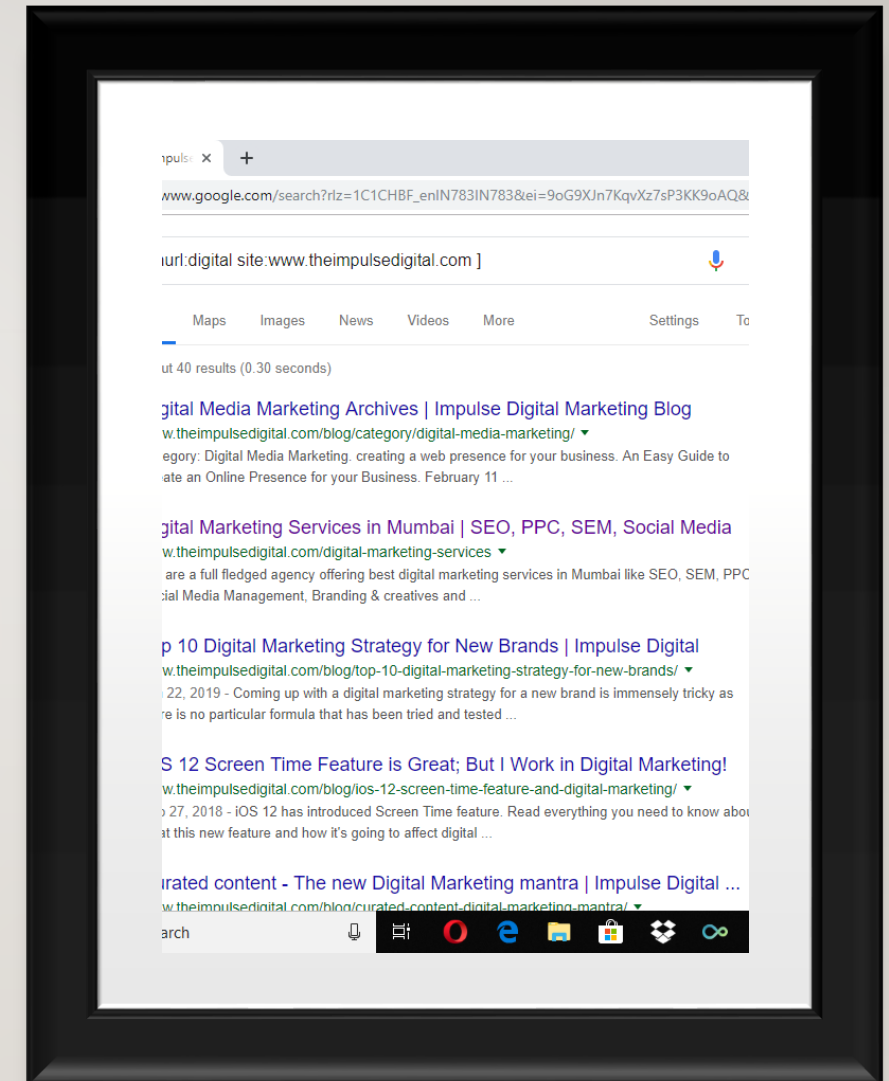 npuls
www.google.com/search?rlz=1C1CHBF_enIN783IN783&ei=9oG9XJn7KqvXz7sP3KK9oAQ&
url:digital site:www.theimpulsedigital.com ]
Maps Images News Videos More Settings To
ut 40 results (0.30 seconds)
gital Media Marketing Archives | Impulse Digital Marketing Blog
w.theimpulsedigital.com/blog/category/digital-media-marketing/
egory: Digital Media Marketing. creating a web presence for your business. An Easy Guide to
ate an Online Presence for your Business. February 11 ...
gital Marketing Services in Mumbai | SEO, PPC, SEM, Social Media
w.theimpulsedigital.com/digital-marketing-services
are a full fledged agency offering best digital marketing services in Mumbai like SEO, SEM, PPC
ial Media Management, Branding & creatives and ...
p 10 Digital Marketing Strategy for New Brands | Impulse Digital
w.theimpulsedigital.com/blog/top-10-digital-marketing-strategy-for-new-brands/
22, 2019 - Coming up with a digital marketing strategy for a new brand is immensely tricky as
re is no particular formula that has been tried and tested ...
S 12 Screen Time Feature is Great; But I Work in Digital Marketing!
w.theimpulsedigital.com/blog/ios-12-screen-time-feature-and-digital-marketing/
27, 2018 - iOS 12 has introduced Screen Time feature. Read everything you need to know abou
at this new feature and how it's going to affect digital ...
urated content - The new Digital Marketing mantra | Impulse Digital ...
w.theimpulsedigital.com/blog/curated-content-digital-marketing-mantra/
arch